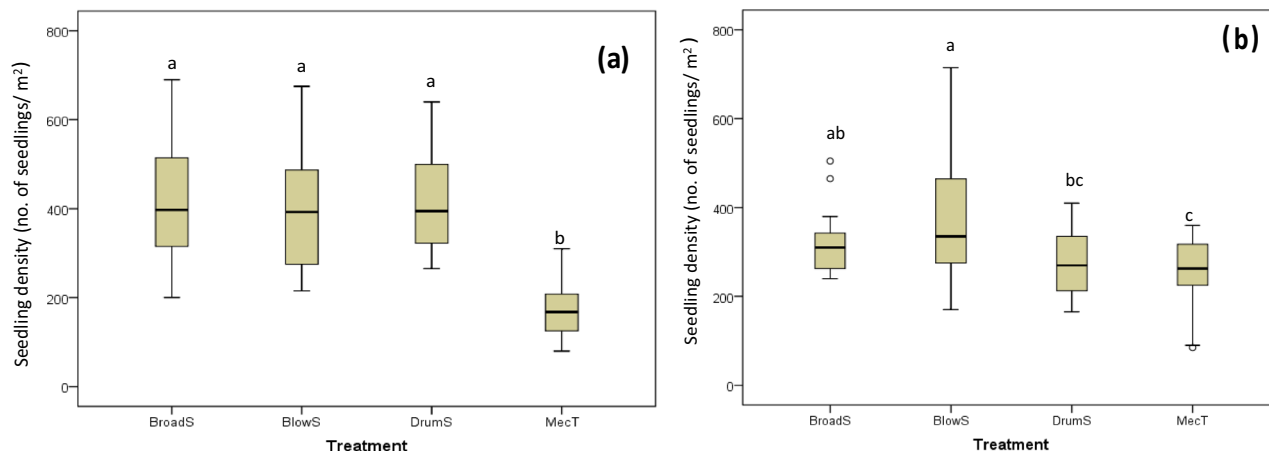 (a)
Seedling density (no. of seedlings/ m²)
800
600
400
200
0
a
a
a
b
BroadS
BlowS
DrumS
MecT
Treatment
(b)
Seedling density (no. of seedlings/ m²)
800
600
400
200
0
ab
a
bc
c
BroadS
BlowS
DrumS
MecT
Treatment